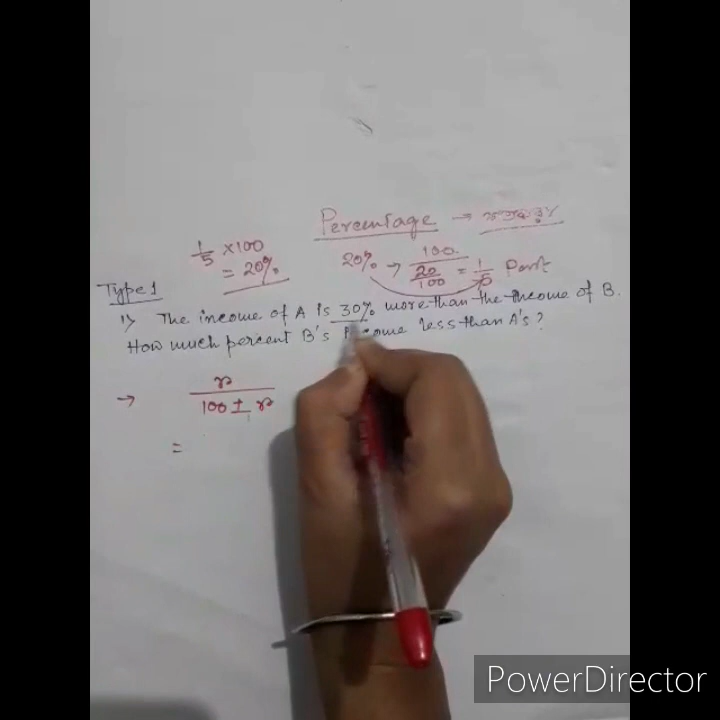 Percentage →
1/5 × 100
= 20%
20% → 100
20/100 = 1/5 Part
Type 1
1) The income of A is 30% more than the income of B.
How much percent B's income less than A's ?
→ r / 100 ± r
=
PowerDirector